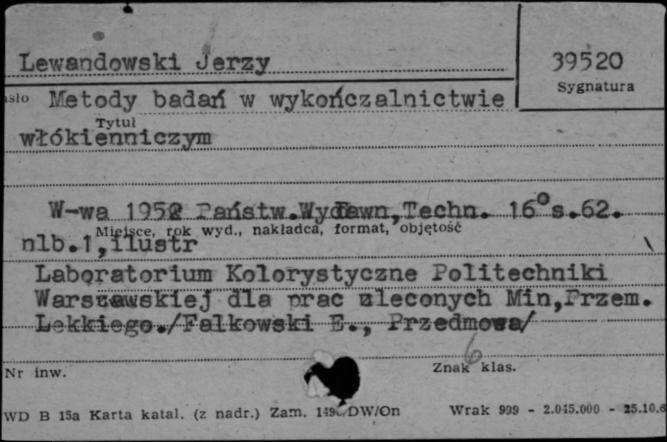 Lewandowski Jerzy
39520
Sygnatura
Metody badań w wykończalnictwie
Tytuł
włókienniczym
W-wa 1952 Państw.Wydawn,Techn. 16° s.62.
Miejsce, rok wyd., nakładca, format, objętość
nlb.1,ilustr
Laboratorium Kolorystyczne Politechniki
Warszawskiej dla prac zleconych Min,Przem.
Lekkiego./Falkowski E., Przedmowa/
6
Nr inw.
Znak klas.
WD B 15a Karta katal. (z nadr.) Zam. DW/On
Wrak 999 - 2.045.000 -